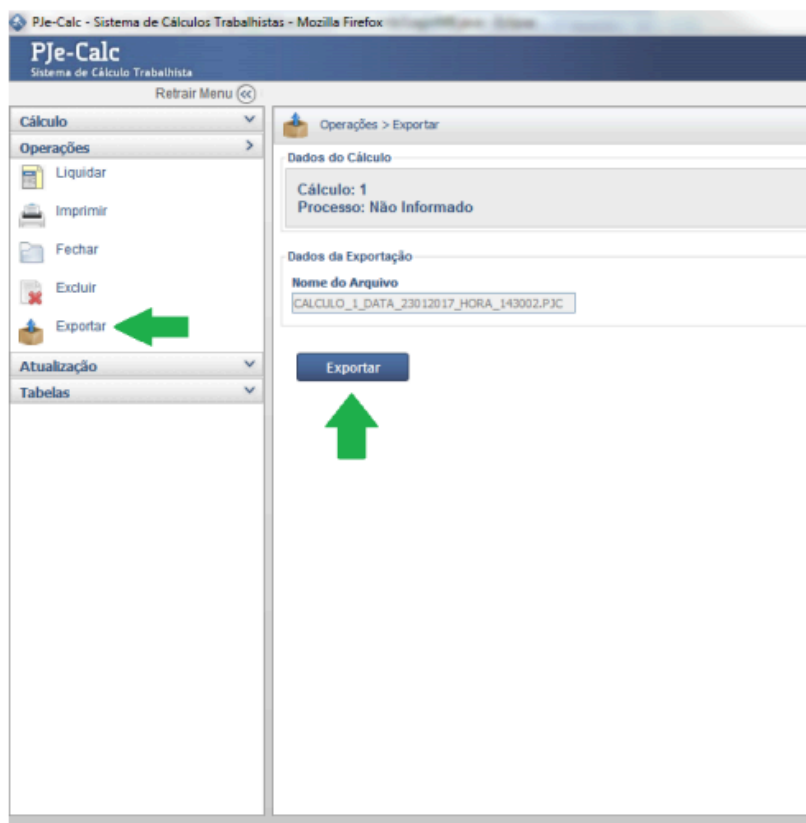 PJe-Calc - Sistema de Cálculos Trabalhistas - Mozilla Firefox
PJe-Calc
Sistema de Cálculo Trabalhista
Retrair Menu
Cálculo
Operações
Liquidar
Imprimir
Fechar
Excluir
Exportar
Atualização
Tabelas
Operações > Exportar
Dados do Cálculo
Cálculo: 1
Processo: Não Informado
Dados da Exportação
Nome do Arquivo
CALCULO_1_DATA_23012017_HORA_143002.PJC
Exportar